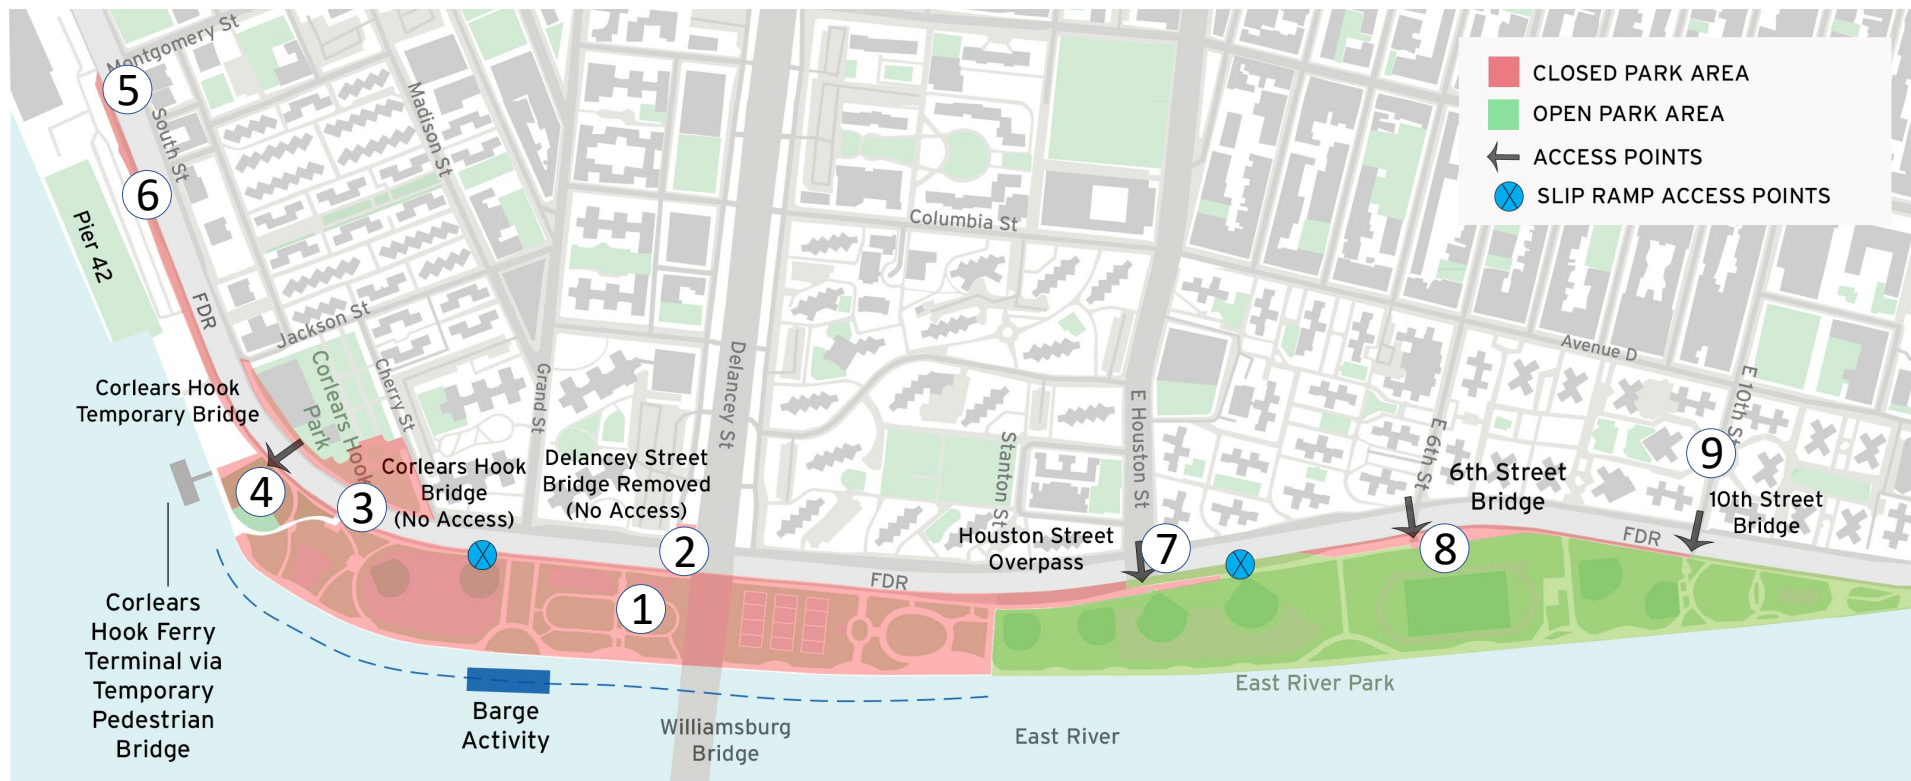 Montgomery St
5
South St
6
Pier 42
FDR
Madison St
Jackson St
Corlears Hook
Park
Cherry St
Grand St
Delancey St
Columbia St
Stanton St
E Houston St
Avenue D
E 6th St
E 10th St
CLOSED PARK AREA
OPEN PARK AREA
ACCESS POINTS
SLIP RAMP ACCESS POINTS
Corlears Hook
Temporary Bridge
4
3
Corlears Hook
Bridge
(No Access)
Delancey Street
Bridge Removed
(No Access)
2
1
FDR
Houston Street
Overpass
7
6th Street
Bridge
8
9
10th Street
Bridge
FDR
Corlears
Hook Ferry
Terminal via
Temporary
Pedestrian
Bridge
Barge
Activity
Williamsburg
Bridge
East River
East River Park